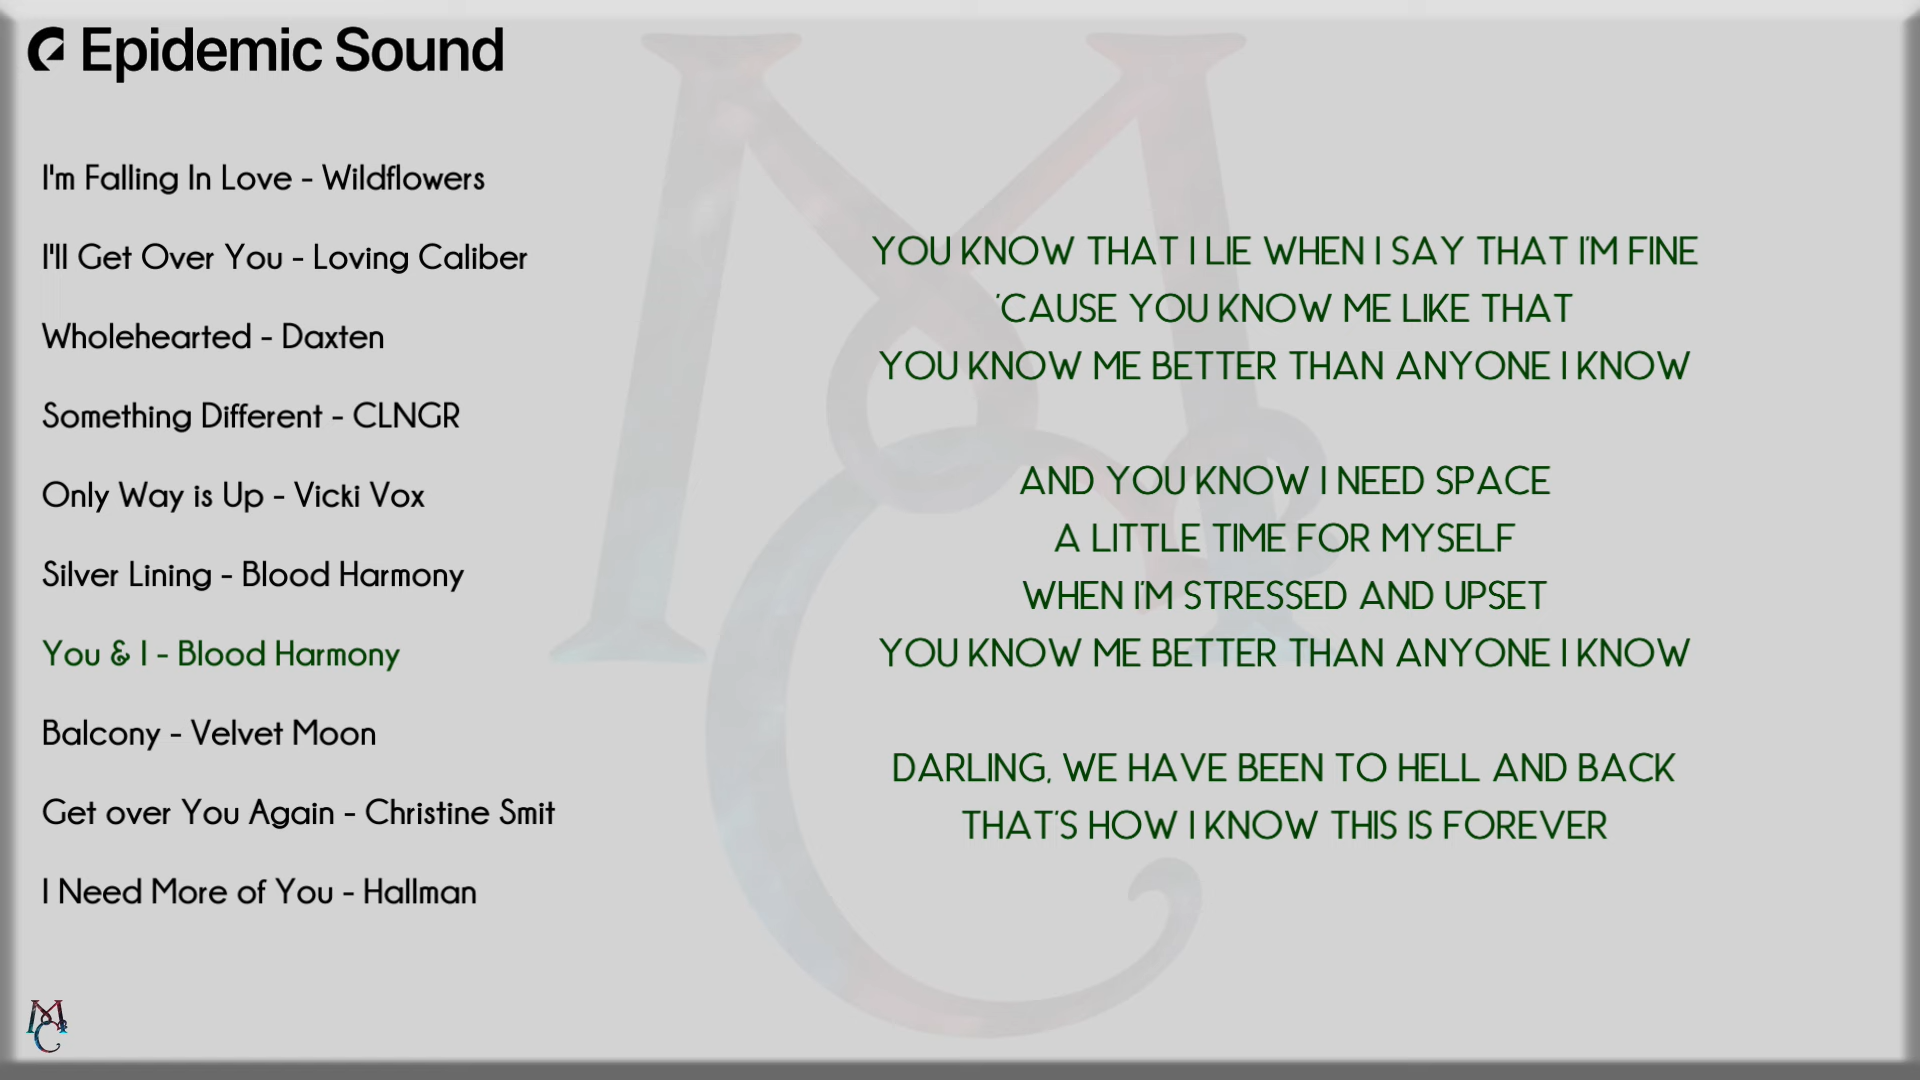 Epidemic Sound
I'm Falling In Love - Wildflowers
I'll Get Over You - Loving Caliber
Wholehearted - Daxten
Something Different - CLNGR
Only Way is Up - Vicki Vox
Silver Lining - Blood Harmony
You & I - Blood Harmony
Balcony - Velvet Moon
Get over You Again - Christine Smit
I Need More of You - Hallman
YOU KNOW THAT I LIE WHEN I SAY THAT I'M FINE
'CAUSE YOU KNOW ME LIKE THAT
YOU KNOW ME BETTER THAN ANYONE I KNOW
AND YOU KNOW I NEED SPACE
A LITTLE TIME FOR MYSELF
WHEN I'M STRESSED AND UPSET
YOU KNOW ME BETTER THAN ANYONE I KNOW
DARLING, WE HAVE BEEN TO HELL AND BACK
THAT'S HOW I KNOW THIS IS FOREVER
MC